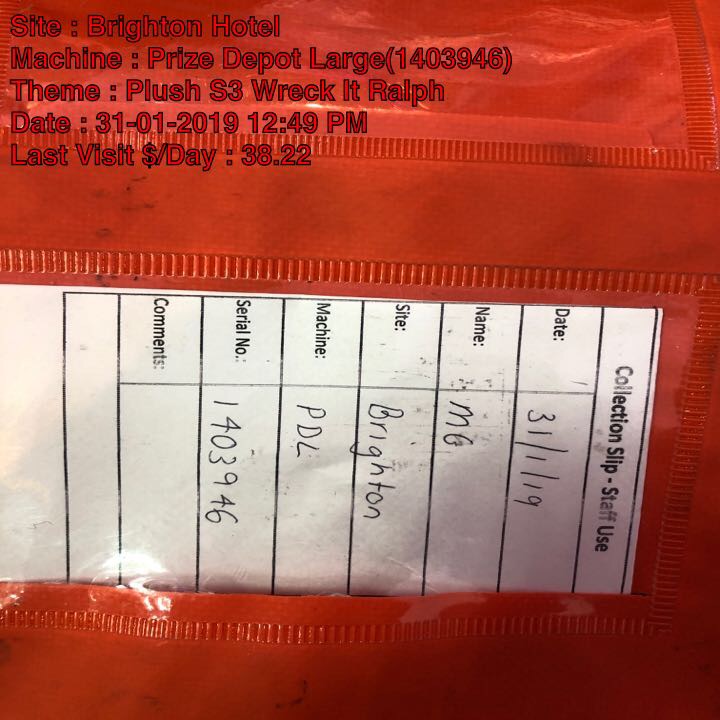 Site : Brighton Hotel
Machine : Prize Depot Large(1403946)
Theme : Plush S3 Wreck It Ralph
Date : 31-01-2019 12:49 PM
Last Visit $/Day : 38.22
Collection Slip - Staff Use
Date: 31/1/19
Name: MG
Site: Brighton
Machine: PDL
Serial No.: 1403946
Comments: